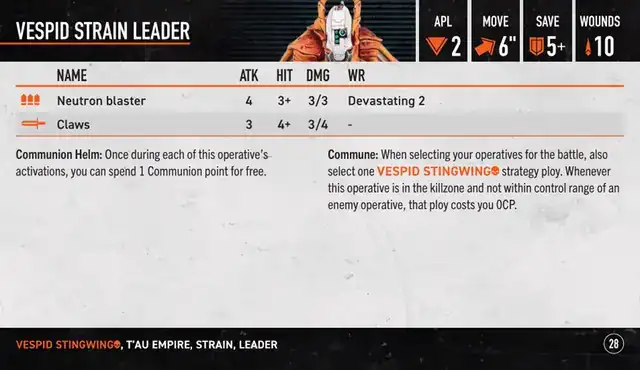 VESPID STRAIN LEADER
APL MOVE SAVE WOUNDS
2 6" 5+ 10
NAME ATK HIT DMG WR
Neutron blaster 4 3+ 3/3 Devastating 2
Claws 3 4+ 3/4 -
Communion Helm: Once during each of this operative's
activations, you can spend 1 Communion point for free.
Commune: When selecting your operatives for the battle, also
select one VESPID STINGWING strategy ploy. Whenever
this operative is in the killzone and not within control range of an
enemy operative, that ploy costs you 0CP.
VESPID STINGWING, T'AU EMPIRE, STRAIN, LEADER
28